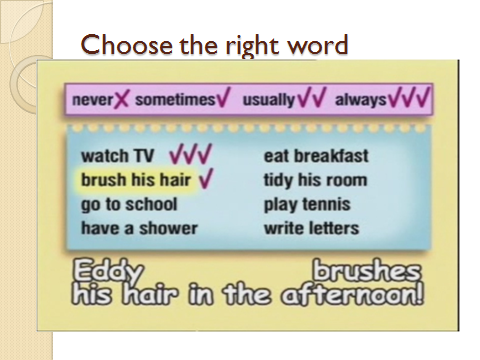 Choose the right word
never✗ sometimes✓ usually✓✓ always✓✓✓
watch TV ✓✓✓ eat breakfast
brush his hair ✓ tidy his room
go to school play tennis
have a shower write letters
Eddy brushes
his hair in the afternoon!